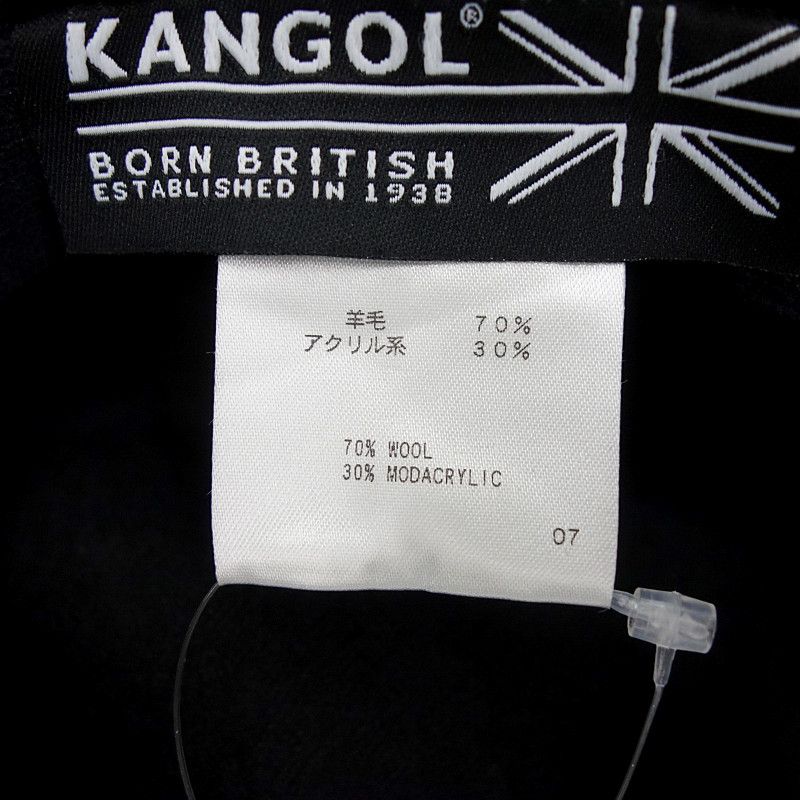 KANGOL®
BORN BRITISH
ESTABLISHED IN 1938
羊毛 70%
アクリル系 30%
70% WOOL
30% MODACRYLIC
07